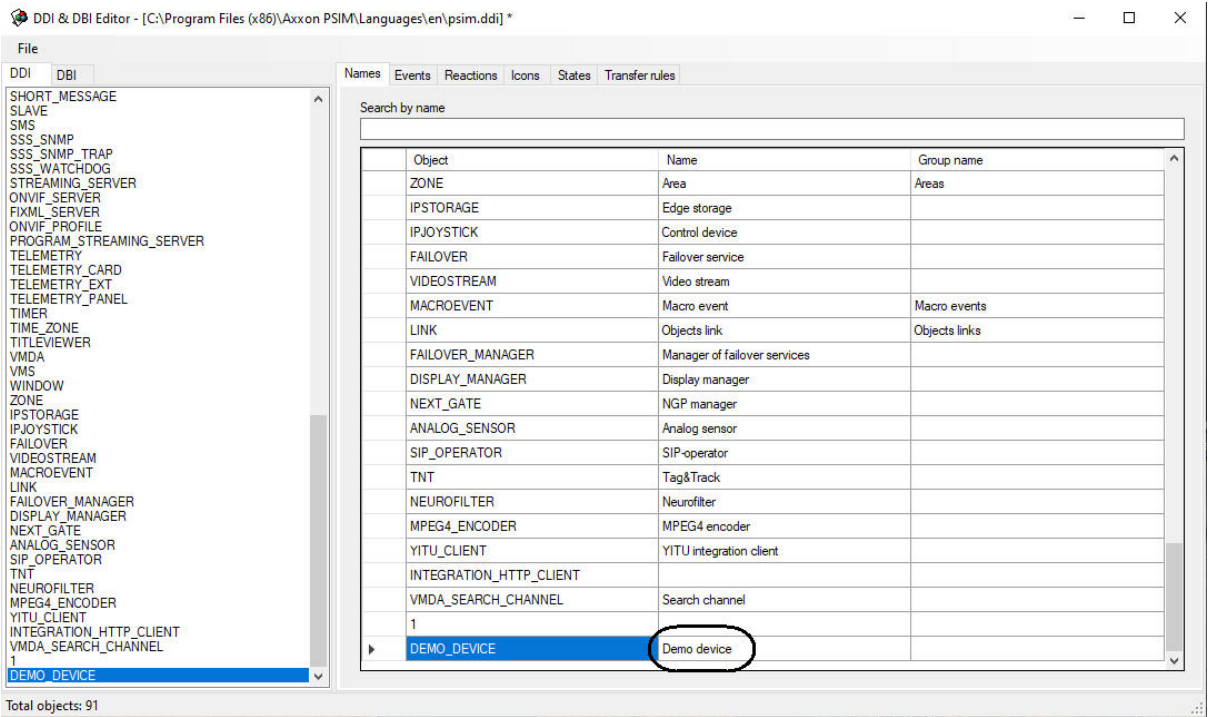 DDI & DBI Editor - [C:\Program Files (x86)\Axxon PSIM\Languages\en\psim.ddi] *
File
DDI DBI
SHORT_MESSAGE
SLAVE
SMS
SSS_SNMP
SSS_SNMP_TRAP
SSS_WATCHDOG
STREAMING_SERVER
ONVIF_SERVER
FIXML_SERVER
ONVIF_PROFILE
PROGRAM_STREAMING_SERVER
TELEMETRY
TELEMETRY_CARD
TELEMETRY_EXT
TELEMETRY_PANEL
TIMER
TIME_ZONE
TITLEVIEWER
VMDA
VMS
WINDOW
ZONE
IPSTORAGE
IPJOYSTICK
FAILOVER
VIDEOSTREAM
MACROEVENT
LINK
FAILOVER_MANAGER
DISPLAY_MANAGER
NEXT_GATE
ANALOG_SENSOR
SIP_OPERATOR
TNT
NEUROFILTER
MPEG4_ENCODER
YITU_CLIENT
INTEGRATION_HTTP_CLIENT
VMDA_SEARCH_CHANNEL
1
DEMO_DEVICE
Names Events Reactions Icons States Transfer rules
Search by name
Object Name Group name
ZONE Area Areas
IPSTORAGE Edge storage
IPJOYSTICK Control device
FAILOVER Failover service
VIDEOSTREAM Video stream
MACROEVENT Macro event Macro events
LINK Objects link Objects links
FAILOVER_MANAGER Manager of failover services
DISPLAY_MANAGER Display manager
NEXT_GATE NGP manager
ANALOG_SENSOR Analog sensor
SIP_OPERATOR SIP-operator
TNT Tag&Track
NEUROFILTER Neurofilter
MPEG4_ENCODER MPEG4 encoder
YITU_CLIENT YITU integration client
INTEGRATION_HTTP_CLIENT
VMDA_SEARCH_CHANNEL Search channel
1
DEMO_DEVICE Demo device
Total objects: 91